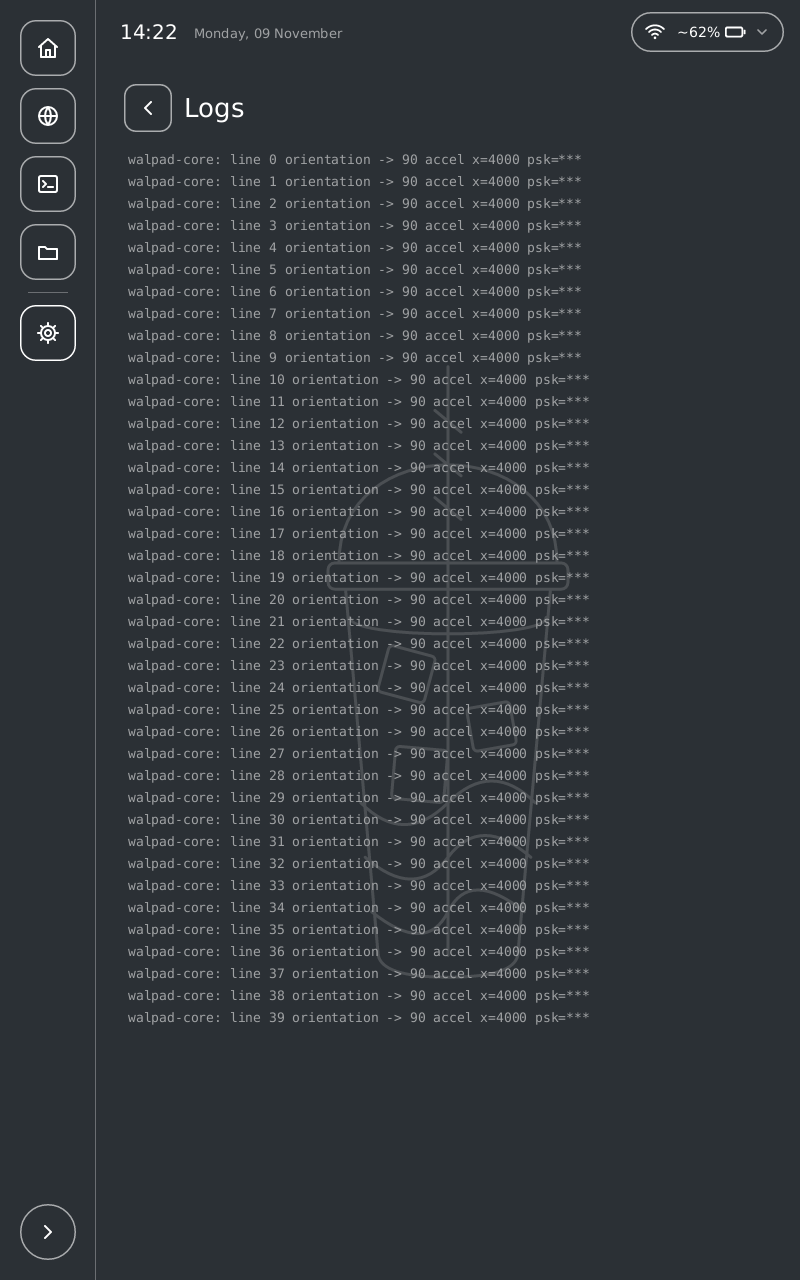 14:22 Monday, 09 November ~62%
Logs
walpad-core: line 0 orientation -> 90 accel x=4000 psk=***
walpad-core: line 1 orientation -> 90 accel x=4000 psk=***
walpad-core: line 2 orientation -> 90 accel x=4000 psk=***
walpad-core: line 3 orientation -> 90 accel x=4000 psk=***
walpad-core: line 4 orientation -> 90 accel x=4000 psk=***
walpad-core: line 5 orientation -> 90 accel x=4000 psk=***
walpad-core: line 6 orientation -> 90 accel x=4000 psk=***
walpad-core: line 7 orientation -> 90 accel x=4000 psk=***
walpad-core: line 8 orientation -> 90 accel x=4000 psk=***
walpad-core: line 9 orientation -> 90 accel x=4000 psk=***
walpad-core: line 10 orientation -> 90 accel x=4000 psk=***
walpad-core: line 11 orientation -> 90 accel x=4000 psk=***
walpad-core: line 12 orientation -> 90 accel x=4000 psk=***
walpad-core: line 13 orientation -> 90 accel x=4000 psk=***
walpad-core: line 14 orientation -> 90 accel x=4000 psk=***
walpad-core: line 15 orientation -> 90 accel x=4000 psk=***
walpad-core: line 16 orientation -> 90 accel x=4000 psk=***
walpad-core: line 17 orientation -> 90 accel x=4000 psk=***
walpad-core: line 18 orientation -> 90 accel x=4000 psk=***
walpad-core: line 19 orientation -> 90 accel x=4000 psk=***
walpad-core: line 20 orientation -> 90 accel x=4000 psk=***
walpad-core: line 21 orientation -> 90 accel x=4000 psk=***
walpad-core: line 22 orientation -> 90 accel x=4000 psk=***
walpad-core: line 23 orientation -> 90 accel x=4000 psk=***
walpad-core: line 24 orientation -> 90 accel x=4000 psk=***
walpad-core: line 25 orientation -> 90 accel x=4000 psk=***
walpad-core: line 26 orientation -> 90 accel x=4000 psk=***
walpad-core: line 27 orientation -> 90 accel x=4000 psk=***
walpad-core: line 28 orientation -> 90 accel x=4000 psk=***
walpad-core: line 29 orientation -> 90 accel x=4000 psk=***
walpad-core: line 30 orientation -> 90 accel x=4000 psk=***
walpad-core: line 31 orientation -> 90 accel x=4000 psk=***
walpad-core: line 32 orientation -> 90 accel x=4000 psk=***
walpad-core: line 33 orientation -> 90 accel x=4000 psk=***
walpad-core: line 34 orientation -> 90 accel x=4000 psk=***
walpad-core: line 35 orientation -> 90 accel x=4000 psk=***
walpad-core: line 36 orientation -> 90 accel x=4000 psk=***
walpad-core: line 37 orientation -> 90 accel x=4000 psk=***
walpad-core: line 38 orientation -> 90 accel x=4000 psk=***
walpad-core: line 39 orientation -> 90 accel x=4000 psk=***